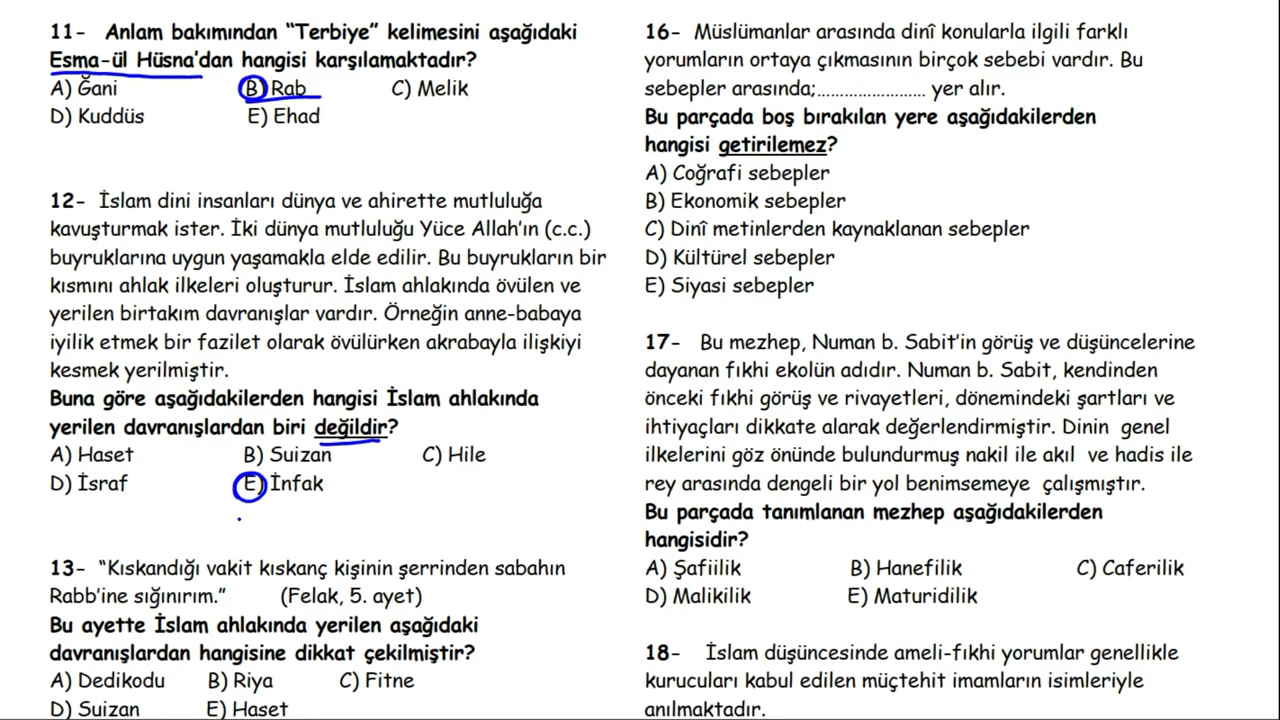 11- Anlam bakımından “Terbiye” kelimesini aşağıdaki
Esma-ül Hüsna’dan hangisi karşılamaktadır?
A) Ğani B) Rab C) Melik
D) Kuddüs E) Ehad
12- İslam dini insanları dünya ve ahirette mutluluğa
kavuşturmak ister. İki dünya mutluluğu Yüce Allah’ın (c.c.)
buyruklarına uygun yaşamakla elde edilir. Bu buyrukların bir
kısmını ahlak ilkeleri oluşturur. İslam ahlakında övülen ve
yerilen birtakım davranışlar vardır. Örneğin anne-babaya
iyilik etmek bir fazilet olarak övülürken akrabayla ilişkiyi
kesmek yerilmiştir.
Buna göre aşağıdakilerden hangisi İslam ahlakında
yerilen davranışlardan biri değildir?
A) Haset B) Suizan C) Hile
D) İsraf E) İnfak
13- “Kıskandığı vakit kıskanç kişinin şerrinden sabahın
Rabb’ine sığınırım.” (Felak, 5. ayet)
Bu ayette İslam ahlakında yerilen aşağıdaki
davranışlardan hangisine dikkat çekilmiştir?
A) Dedikodu B) Riya C) Fitne
D) Suizan E) Haset
16- Müslümanlar arasında dinî konularla ilgili farklı
yorumların ortaya çıkmasının birçok sebebi vardır. Bu
sebepler arasında;…………………… yer alır.
Bu parçada boş bırakılan yere aşağıdakilerden
hangisi getirilemez?
A) Coğrafi sebepler
B) Ekonomik sebepler
C) Dinî metinlerden kaynaklanan sebepler
D) Kültürel sebepler
E) Siyasi sebepler
17- Bu mezhep, Numan b. Sabit’in görüş ve düşüncelerine
dayanan fıkhi ekolün adıdır. Numan b. Sabit, kendinden
önceki fıkhi görüş ve rivayetleri, dönemindeki şartları ve
ihtiyaçları dikkate alarak değerlendirmiştir. Dinin genel
ilkelerini göz önünde bulundurmuş nakil ile akıl ve hadis ile
rey arasında dengeli bir yol benimsemeye çalışmıştır.
Bu parçada tanımlanan mezhep aşağıdakilerden
hangisidir?
A) Şafiilik B) Hanefilik C) Caferilik
D) Malikilik E) Maturidilik
18- İslam düşüncesinde ameli-fıkhi yorumlar genellikle
kurucuları kabul edilen müçtehit imamların isimleriyle
anılmaktadır.